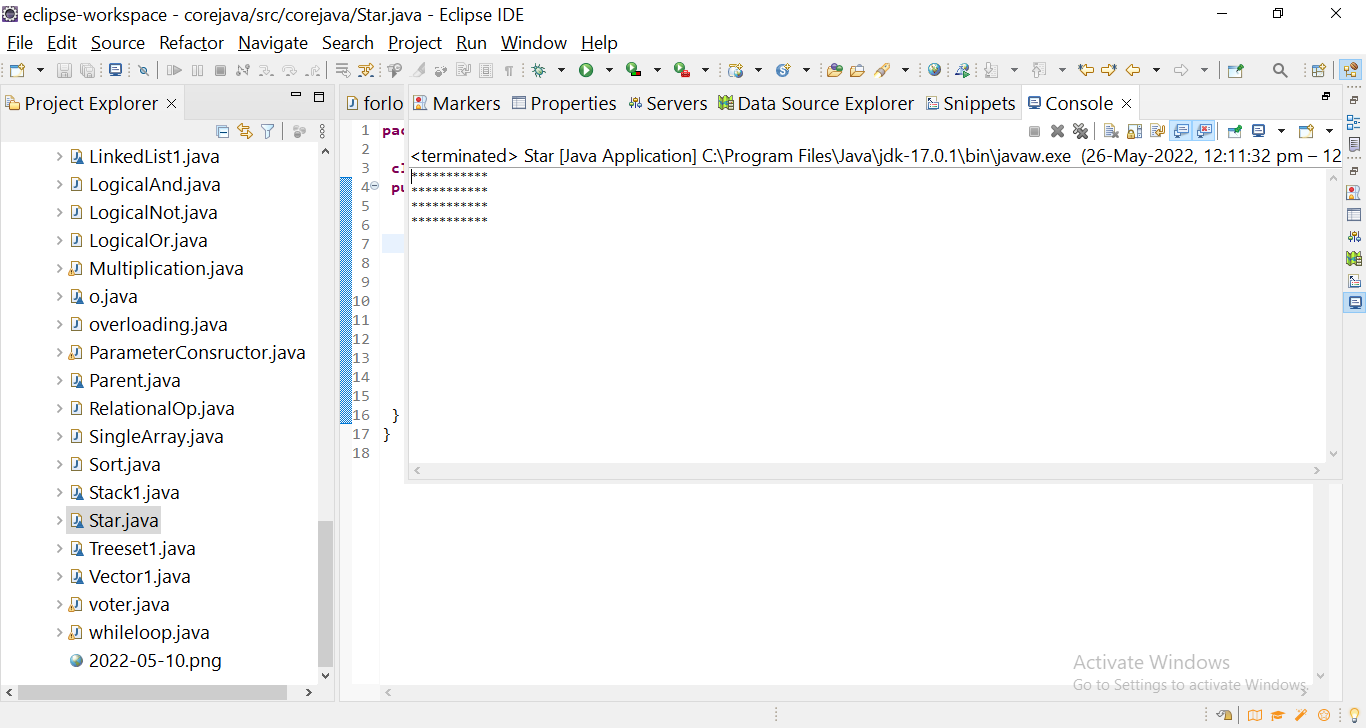 eclipse-workspace - corejava/src/corejava/Star.java - Eclipse IDE
File Edit Source Refactor Navigate Search Project Run Window Help
Project Explorer
forlo
Markers Properties Servers Data Source Explorer Snippets Console
<terminated> Star [Java Application] C:\Program Files\Java\jdk-17.0.1\bin\javaw.exe (26-May-2022, 12:11:32 pm – 12
***********
***********
***********
***********
LinkedList1.java
LogicalAnd.java
LogicalNot.java
LogicalOr.java
Multiplication.java
o.java
overloading.java
ParameterConsructor.java
Parent.java
RelationalOp.java
SingleArray.java
Sort.java
Stack1.java
Star.java
Treeset1.java
Vector1.java
voter.java
whileloop.java
2022-05-10.png
1 pac
2
3 cl
4 pu
5
6
7
8
9
10
11
12
13
14
15
16 }
17 }
18
Activate Windows
Go to Settings to activate Windows.